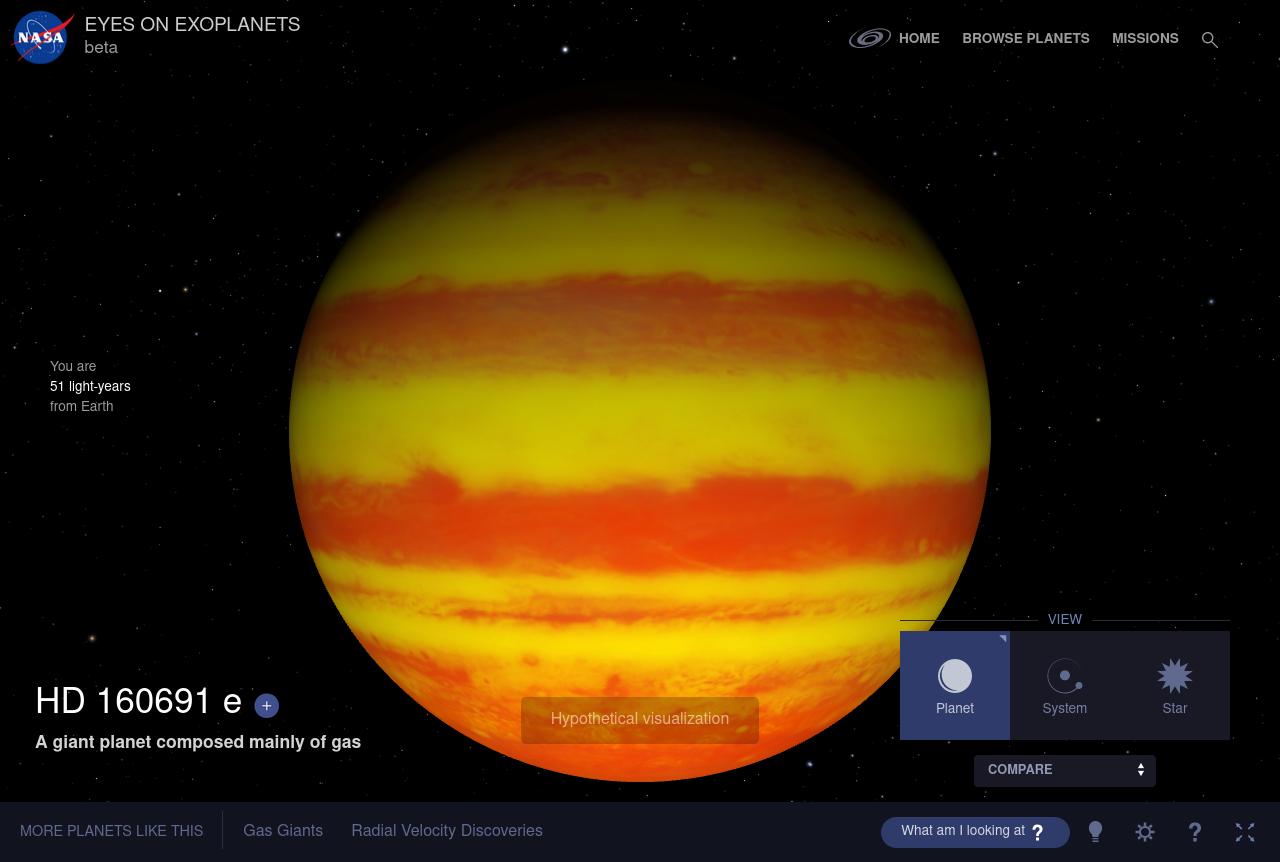 NASA
EYES ON EXOPLANETS
beta
HOME
BROWSE PLANETS
MISSIONS
You are
51 light-years
from Earth
HD 160691 e +
A giant planet composed mainly of gas
Hypothetical visualization
VIEW
Planet
System
Star
COMPARE
MORE PLANETS LIKE THIS
Gas Giants
Radial Velocity Discoveries
What am I looking at ?
?